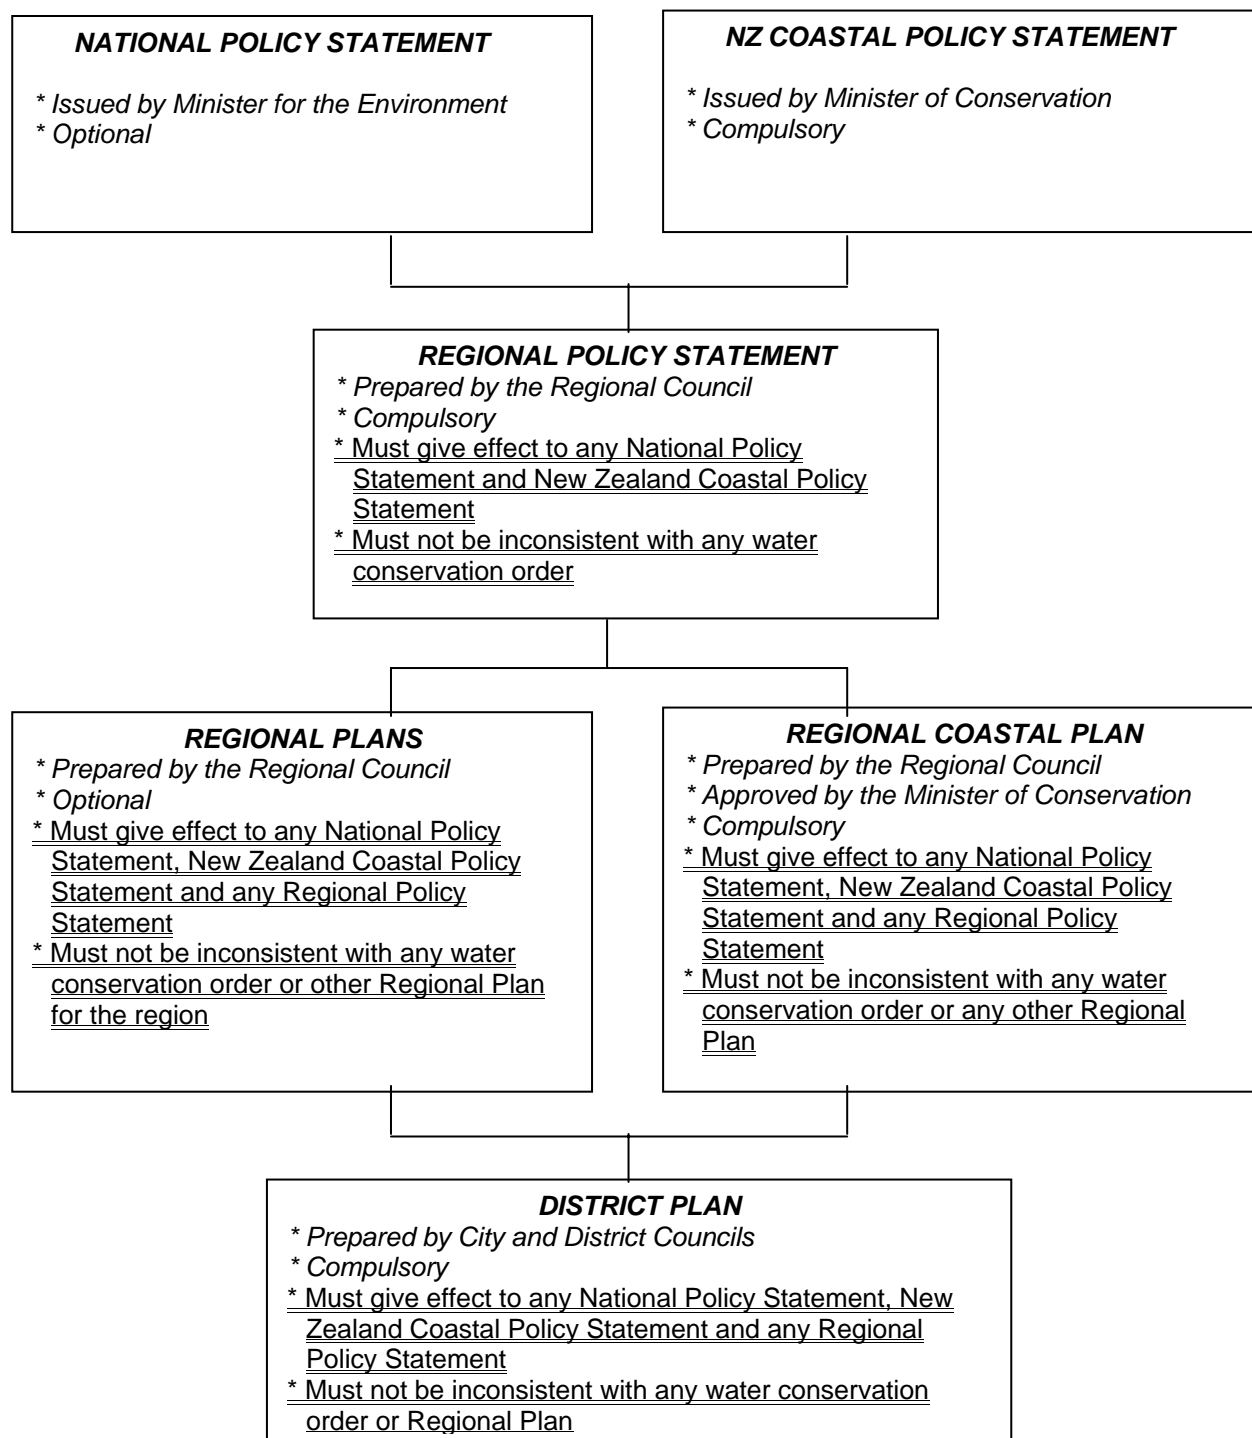 NATIONAL POLICY STATEMENT
* Issued by Minister for the Environment
* Optional
NZ COASTAL POLICY STATEMENT
* Issued by Minister of Conservation
* Compulsory
REGIONAL POLICY STATEMENT
* Prepared by the Regional Council
* Compulsory
* Must give effect to any National Policy
Statement and New Zealand Coastal Policy
Statement
* Must not be inconsistent with any water
conservation order
REGIONAL PLANS
* Prepared by the Regional Council
* Optional
* Must give effect to any National Policy
Statement, New Zealand Coastal Policy
Statement and any Regional Policy
Statement
* Must not be inconsistent with any water
conservation order or other Regional Plan
for the region
REGIONAL COASTAL PLAN
* Prepared by the Regional Council
* Approved by the Minister of Conservation
* Compulsory
* Must give effect to any National Policy
Statement, New Zealand Coastal Policy
Statement and any Regional Policy
Statement
* Must not be inconsistent with any water
conservation order or any other Regional
Plan
DISTRICT PLAN
* Prepared by City and District Councils
* Compulsory
* Must give effect to any National Policy Statement, New
Zealand Coastal Policy Statement and any Regional
Policy Statement
* Must not be inconsistent with any water conservation
order or Regional Plan